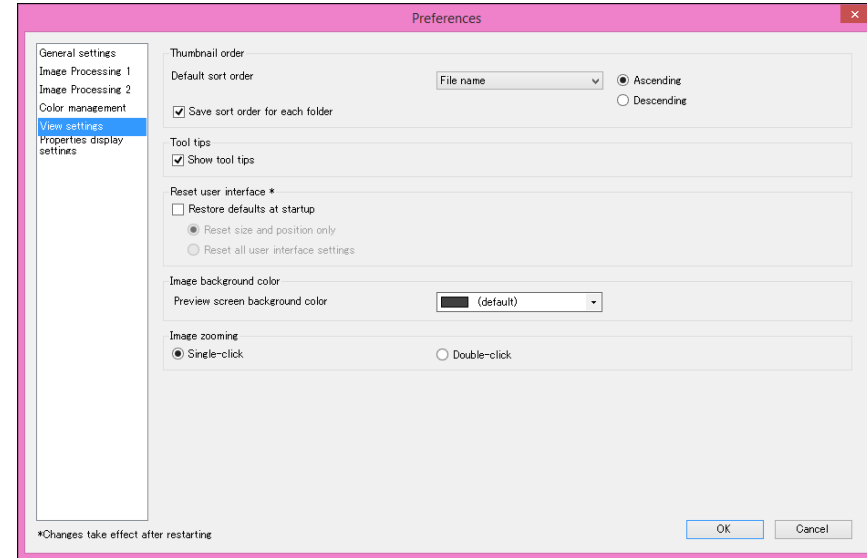 Preferences
General settings
Image Processing 1
Image Processing 2
Color management
View settings
Properties display
settings
Thumbnail order
Default sort order
File name
Ascending
Descending
Save sort order for each folder
Tool tips
Show tool tips
Reset user interface *
Restore defaults at startup
Reset size and position only
Reset all user interface settings
Image background color
Preview screen background color
(default)
Image zooming
Single-click
Double-click
*Changes take effect after restarting
OK
Cancel